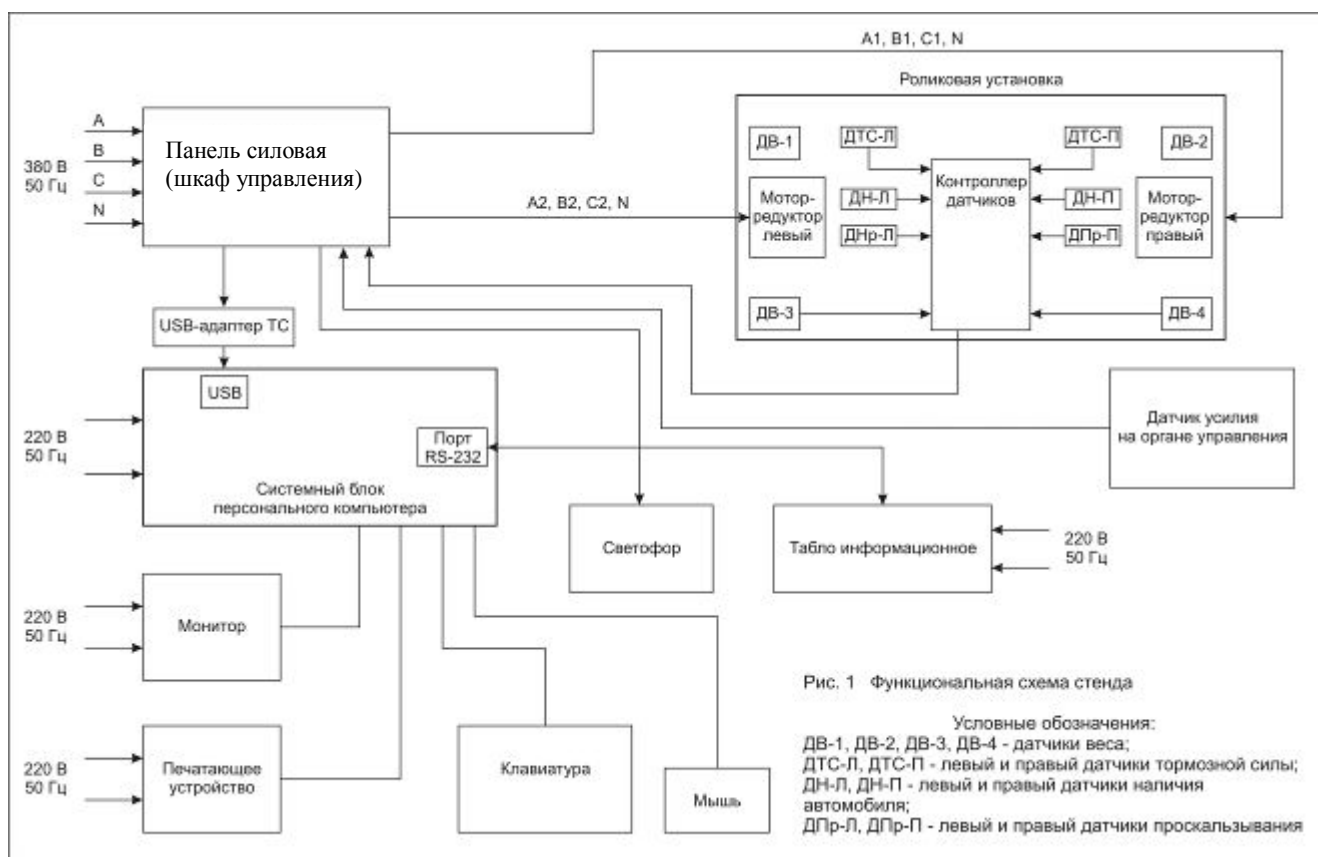 A1, B1, C1, N
Роликовая установка
A
B
C
N
380 В
50 Гц
Панель силовая
(шкаф управления)
A2, B2, C2, N
ДВ-1
ДТС-Л
ДТС-П
ДВ-2
Контроллер
датчиков
Мотор-
редуктор
левый
ДН-Л
ДН-П
Мотор-
редуктор
правый
ДНр-Л
ДПр-П
ДВ-3
ДВ-4
USB-адаптер ТС
USB
220 В
50 Гц
Порт
RS-232
Системный блок
персонального компьютера
Датчик усилия
на органе управления
Светофор
Табло информационное
220 В
50 Гц
220 В
50 Гц
Монитор
220 В
50 Гц
Печатающее
устройство
Клавиатура
Мышь
Рис. 1 Функциональная схема стенда
Условные обозначения:
ДВ-1, ДВ-2, ДВ-3, ДВ-4 - датчики веса;
ДТС-Л, ДТС-П - левый и правый датчики тормозной силы;
ДН-Л, ДН-П - левый и правый датчики наличия
автомобиля;
ДПр-Л, ДПр-П - левый и правый датчики проскальзывания